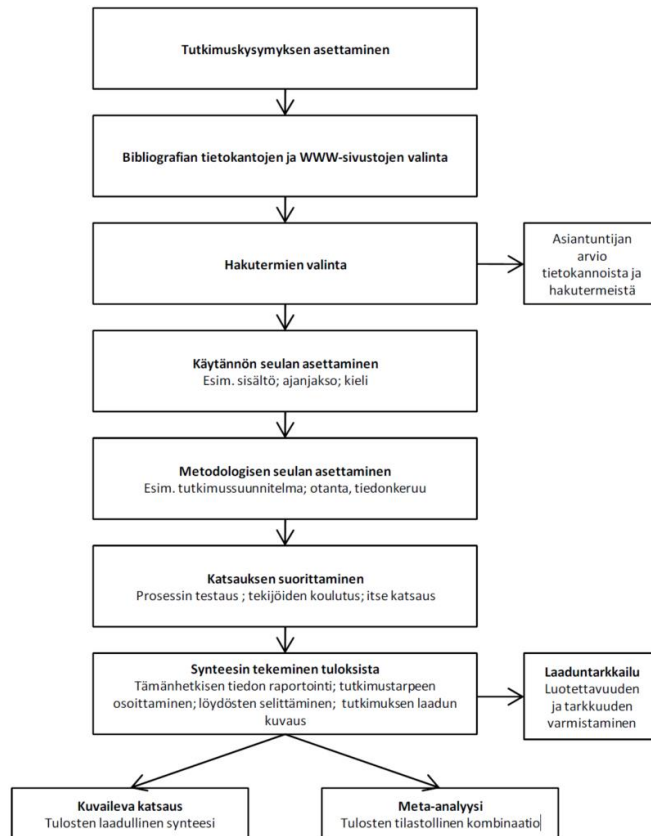 Tutkimuskysymyksen asettaminen
Bibliografian tietokantojen ja WWW-sivustojen valinta
Hakutermien valinta
Asiantuntijan
arvio
tietokannoista ja
hakutermeistä
Käytännön seulan asettaminen
Esim. sisältö; ajanjakso; kieli
Metodologisen seulan asettaminen
Esim. tutkimussuunnitelma; otanta, tiedonkeruu
Katsauksen suorittaminen
Prosessin testaus ; tekijöiden koulutus; itse katsaus
Synteesin tekeminen tuloksista
Tämänhetkisen tiedon raportointi; tutkimustarpeen
osoittaminen; löydösten selittäminen; tutkimuksen laadun
kuvaus
Laaduntarkkailu
Luotettavuuden
ja tarkkuuden
varmistaminen
Kuvaileva katsaus
Tulosten laadullinen synteesi
Meta-analyysi
Tulosten tilastollinen kombinaatio